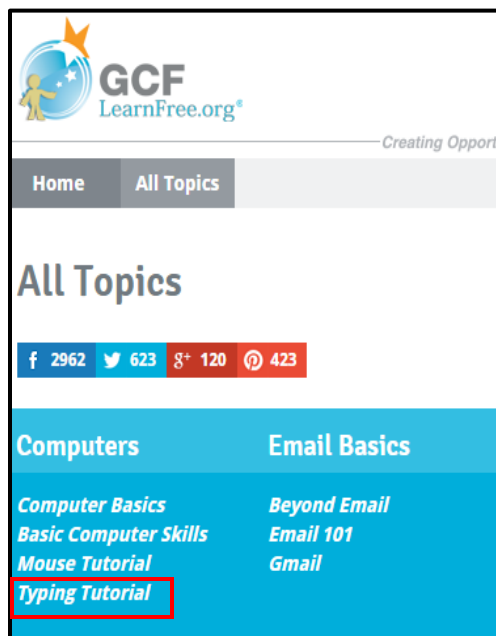 GCF
LearnFree.org®
Creating Opport
Home All Topics
All Topics
f 2962 623 g+ 120 423
Computers Email Basics
Computer Basics Beyond Email
Basic Computer Skills Email 101
Mouse Tutorial Gmail
Typing Tutorial